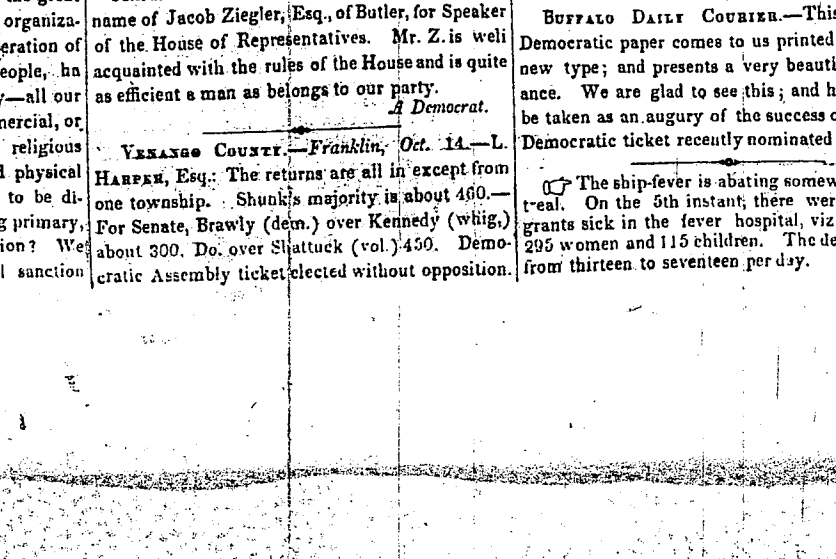 organiza-
eration of
eople, ha
—all our
nercial, or
religious
physical
to be di-
g primary,
ion? We
l sanction
name of Jacob Ziegler, Esq., of Butler, for Speaker
of the House of Representatives. Mr. Z. is well
acquainted with the rules of the House and is quite
as efficient a man as belongs to our party.
A Democrat.
VENANGO COUNTY.—Franklin, Oct. 14.—L.
HARPER, Esq.: The returns are all in except from
one township. Shunk's majority is about 460.—
For Senate, Brawly (dem.) over Kennedy (whig,)
about 300. Do. over Shattuck (vol.) 450. Demo-
cratic Assembly ticket elected without opposition.
BUFFALO DAILY COURIER.—This
Democratic paper comes to us printed
new type; and presents a very beauti
ance. We are glad to see this; and h
be taken as an augury of the success o
Democratic ticket recently nominated
☞ The ship-fever is abating somew
treal. On the 5th instant, there wer
grants sick in the fever hospital, viz
295 women and 115 children. The de
from thirteen to seventeen per day.